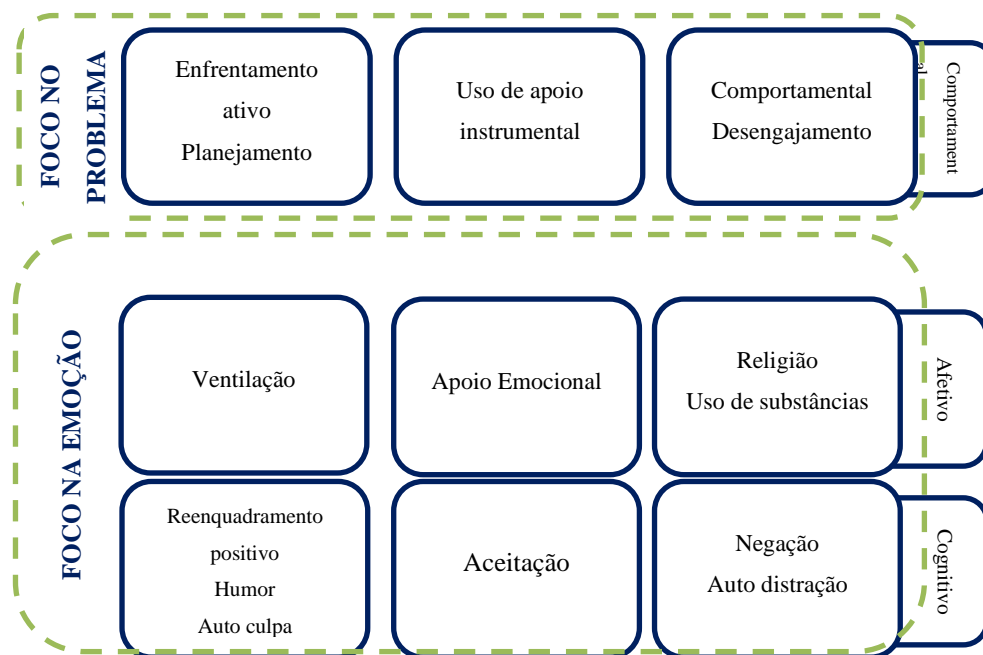 FOCO NO
PROBLEMA
Enfrentamento
ativo
Planejamento
Uso de apoio
instrumental
Comportamental
Desengajamento
Comportament
al
FOCO NA EMOÇÃO
Ventilação
Apoio Emocional
Religião
Uso de substâncias
Afetivo
Reenquadramento
positivo
Humor
Auto culpa
Aceitação
Negação
Auto distração
Cognitivo